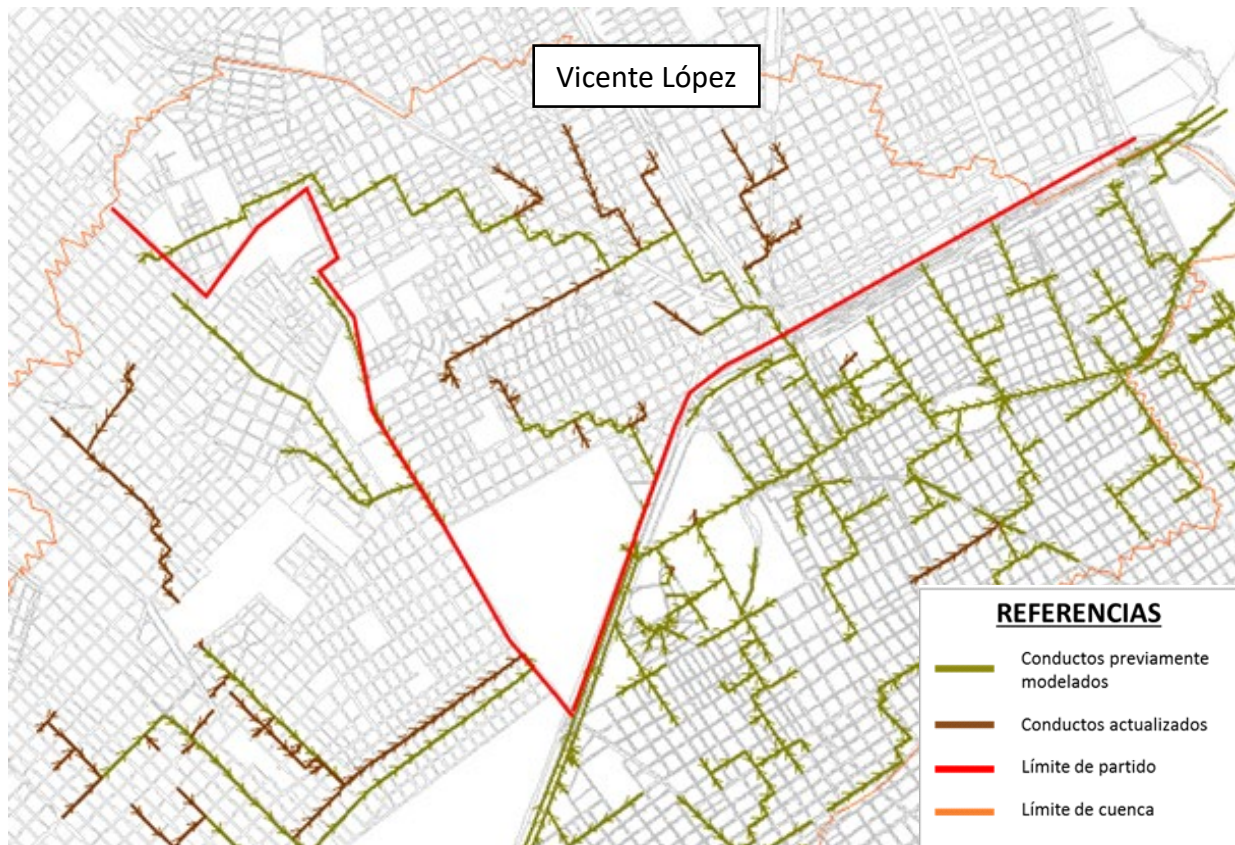 Vicente López
REFERENCIAS
Conductos previamente
modelados
Conductos actualizados
Límite de partido
Límite de cuenca